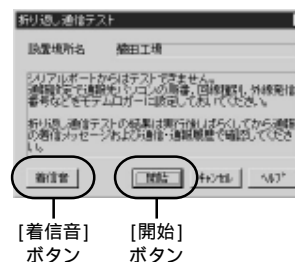 折り返し通信テスト
設置場所名 植田工場
シリアルポートからはテストできません。
通報設定で通報先パソコンの順番、回線種別、外線発信
番号などをモデムロガーに設定しておいてください。
折り返し通信テストの結果は実行後しばらくしてから通報
の着信メッセージおよび通信・通報履歴で確認してくださ
い。
着信音 開始 キャンセル ヘルプ
[着信音] [開始]
ボタン ボタン